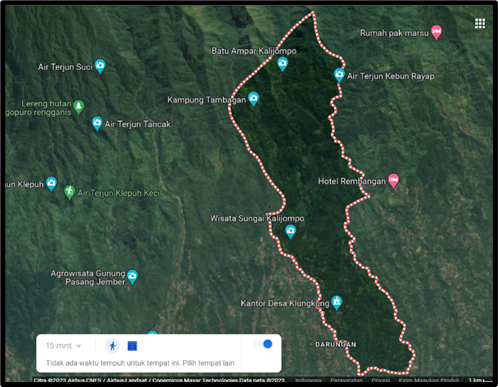 Rumah pak marsu
Batu Ampar Kalijompo
Air Terjun Suci
Air Terjun Kebun Rayap
Kampung Tambagan
Lereng hutan
gopuro rengganis
Air Terjun Tancak
Hotel Rembangan
jun Klepuh
Air Terjun Klepuh Kecil
Wisata Sungai Kalijompo
Agrowisata Gunung
Pasang Jember
Kantor Desa Klungkung
DARUNGAN
15 mnt
Tidak ada waktu tempuh untuk tempat ini. Pilih tempat lain
Citra ©2023 Airbus, CNES / Airbus, Landsat / Copernicus, Maxar Technologies, Data peta ©2023
Indonesia
Persyaratan
Privasi
Kirim Masukan Produk
1 km